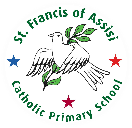 St. Francis of Assisi
Catholic Primary School